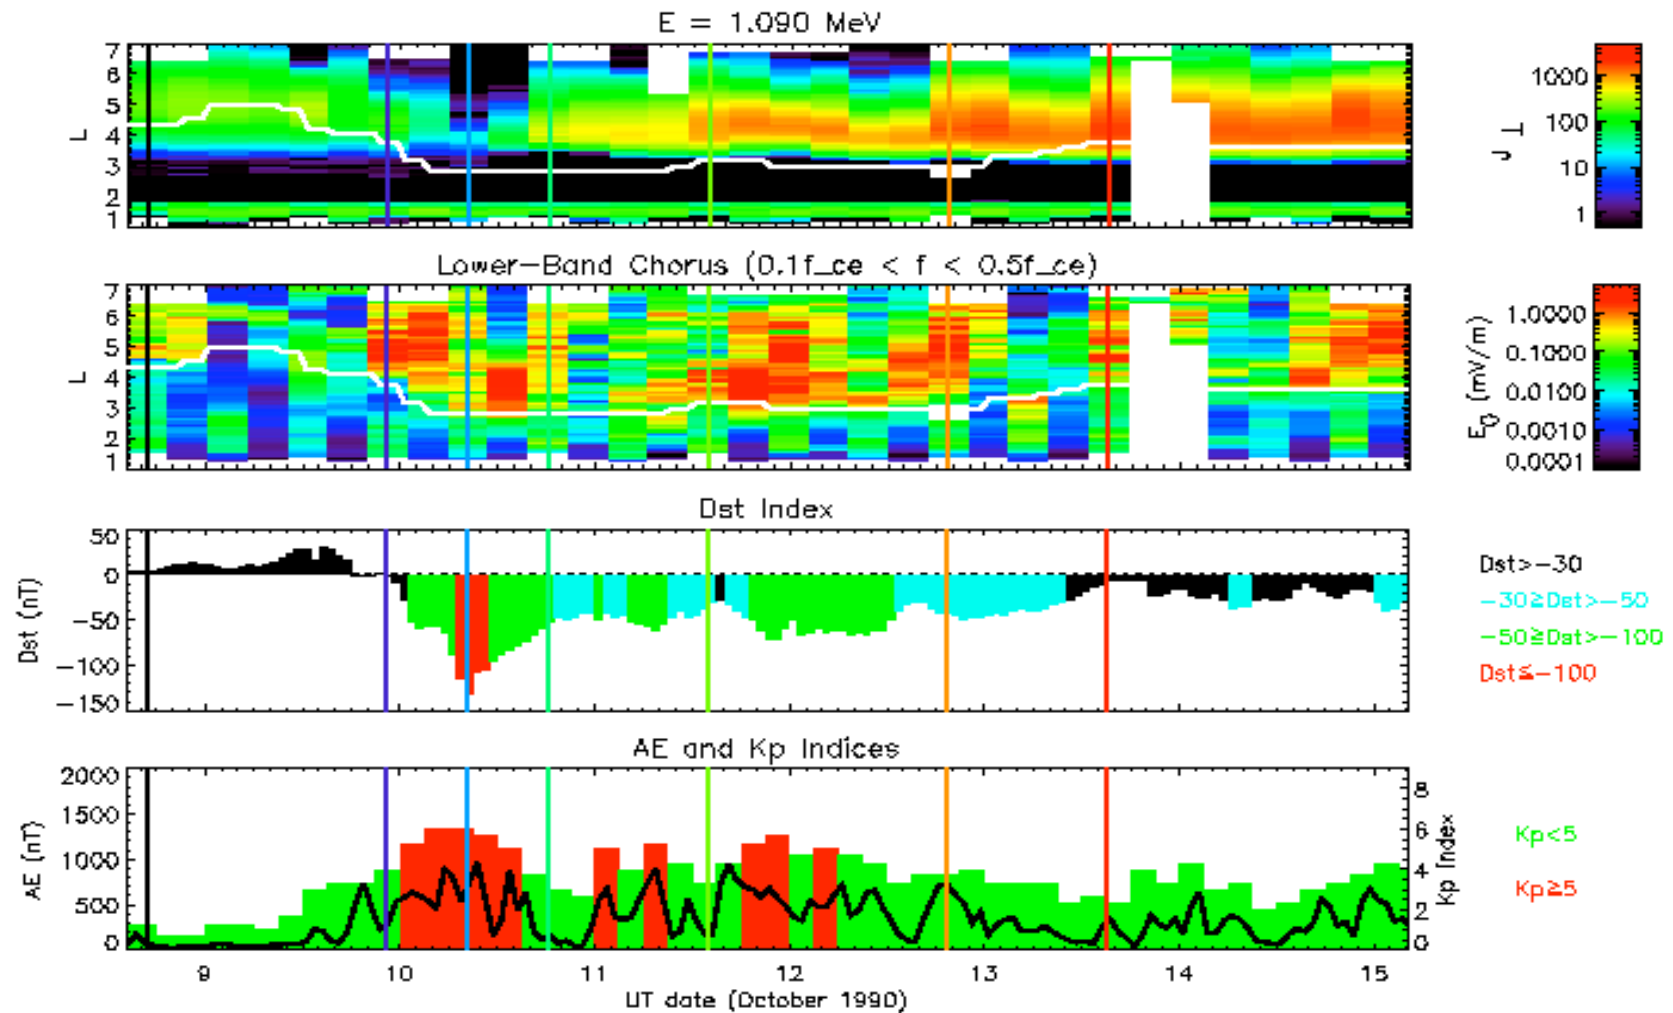 E = 1.090 MeV
7
6
5
4
3
2
1
L
1000
100
10
1
J⊥
Lower-Band Chorus (0.1f_ce < f < 0.5f_ce)
7
6
5
4
3
2
1
L
1.0000
0.1000
0.0100
0.0010
0.0001
(mV/m)
Dst Index
50
0
-50
-100
-150
Dst (nT)
Dst>-30
-30≧Dst>-50
-50≧Dst>-100
Dst≦-100
AE and Kp Indices
2000
1500
1000
500
0
AE (nT)
8
6
4
2
0
Kp Index
Kp<5
Kp≧5
9 10 11 12 13 14 15
UT date (October 1990)